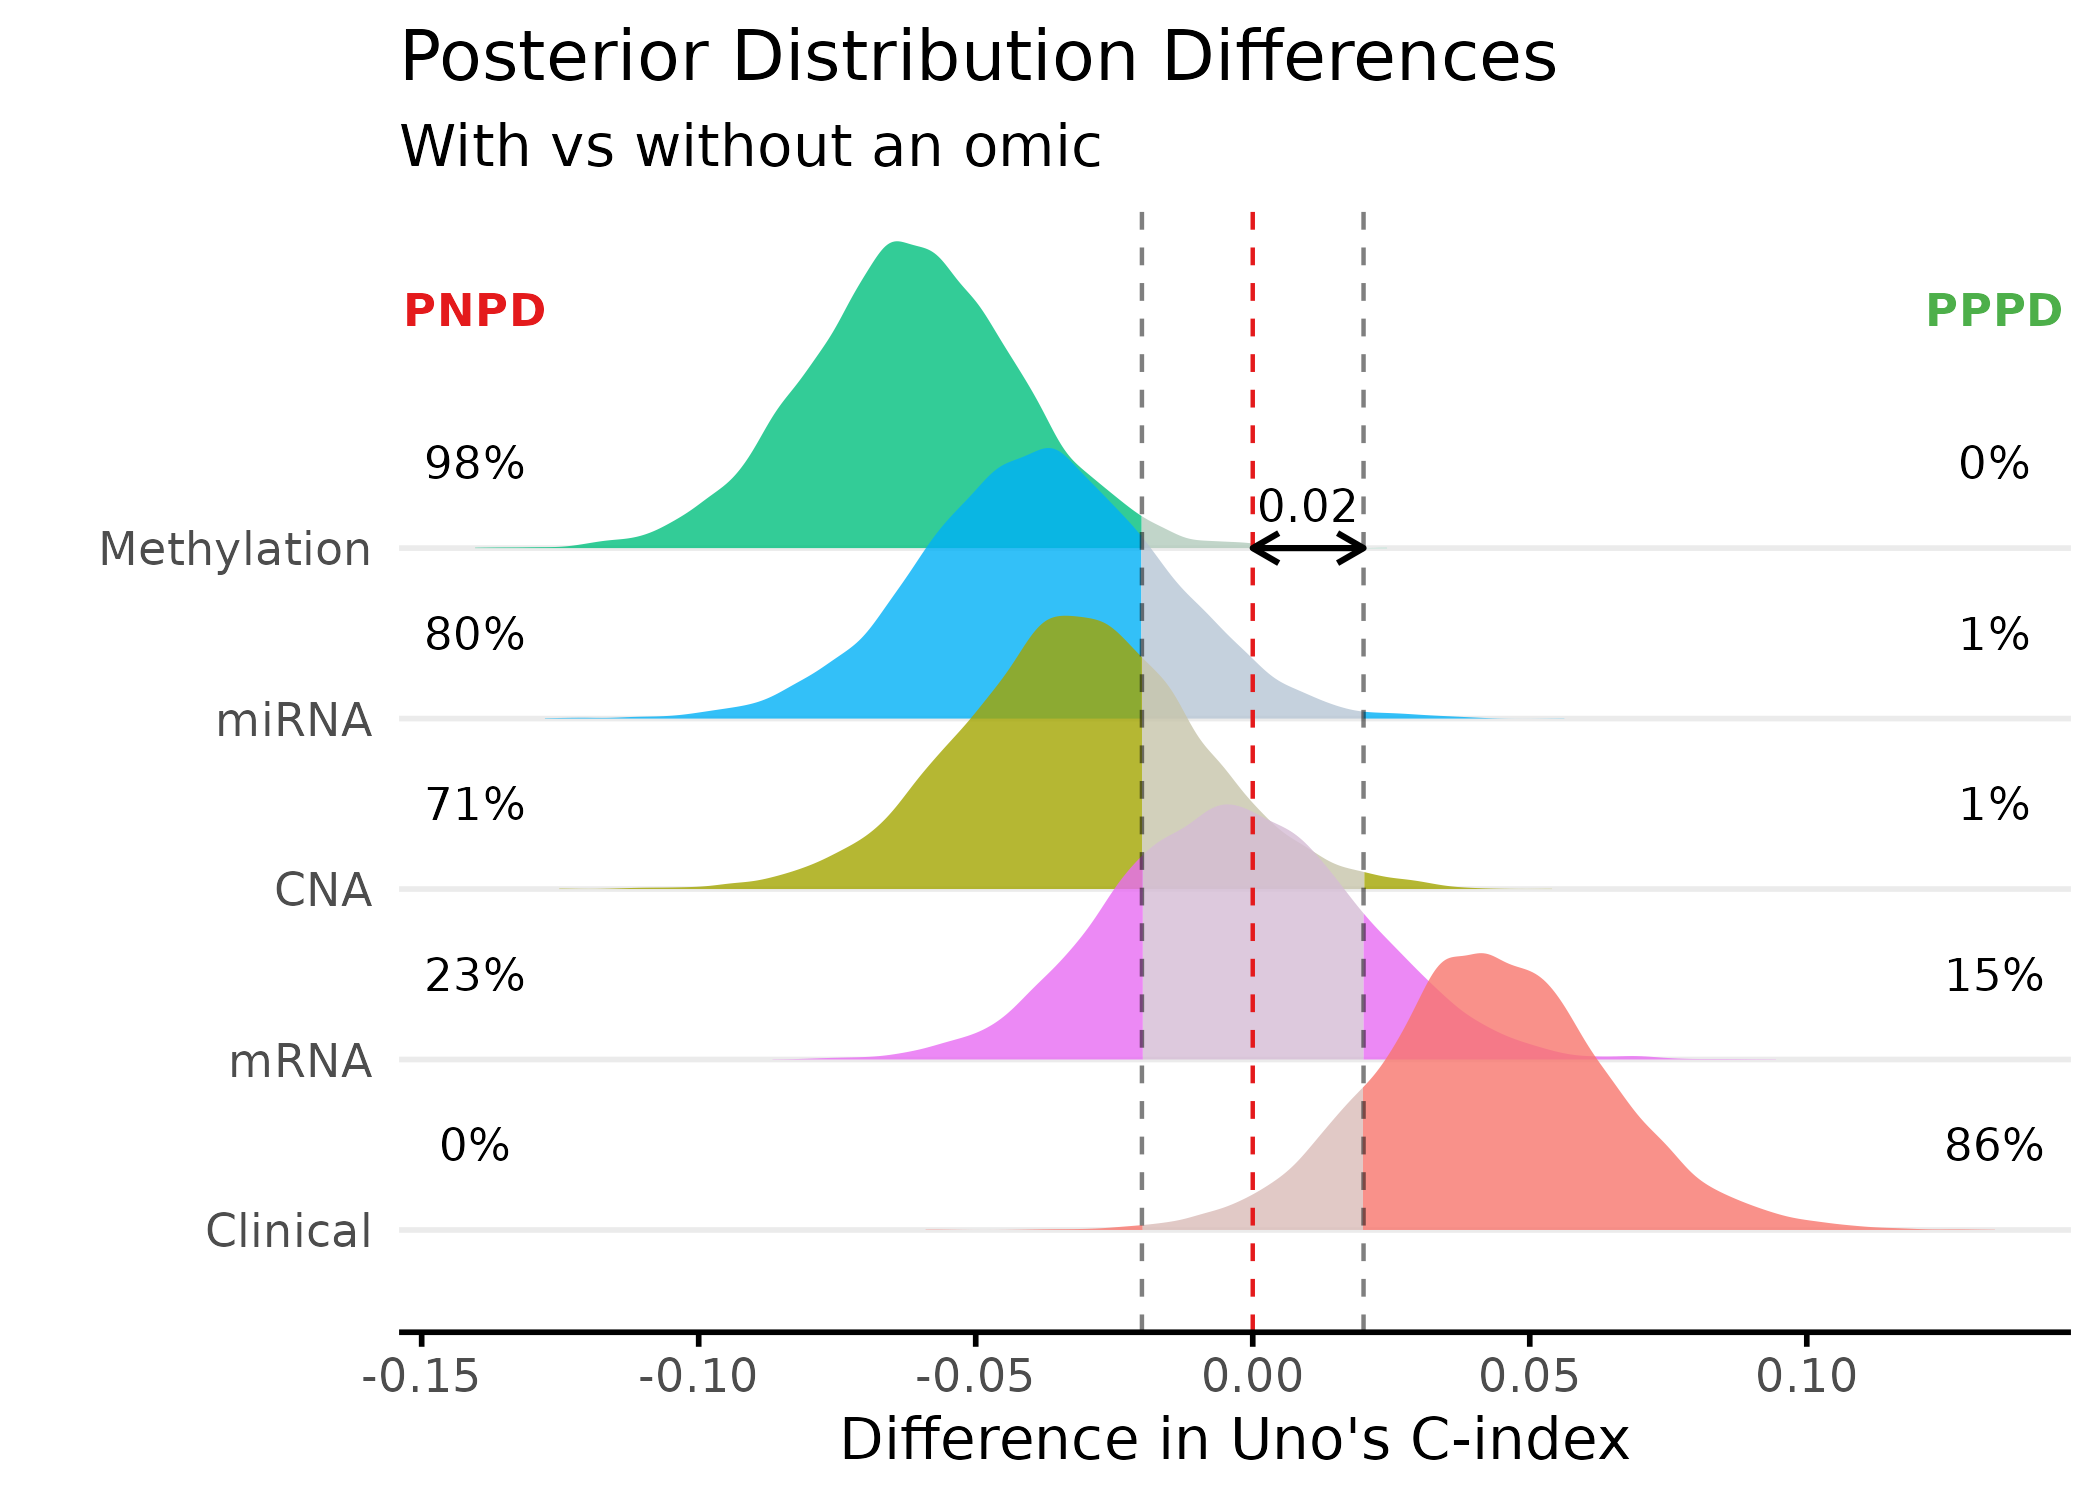 Posterior Distribution Differences
With vs without an omic
PNPD PPPD
98% 0%
0.02
Methylation
80% 1%
miRNA
71% 1%
CNA
23% 15%
mRNA
0% 86%
Clinical
-0.15 -0.10 -0.05 0.00 0.05 0.10
Difference in Uno's C-index